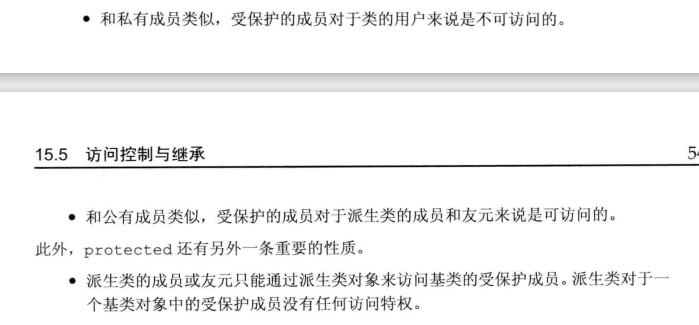 • 和私有成员类似，受保护的成员对于类的用户来说是不可访问的。
15.5 访问控制与继承
• 和公有成员类似，受保护的成员对于派生类的成员和友元来说是可访问的。
此外，protected 还有另外一条重要的性质。
• 派生类的成员或友元只能通过派生类对象来访问基类的受保护成员。派生类对于一
个基类对象中的受保护成员没有任何访问特权。